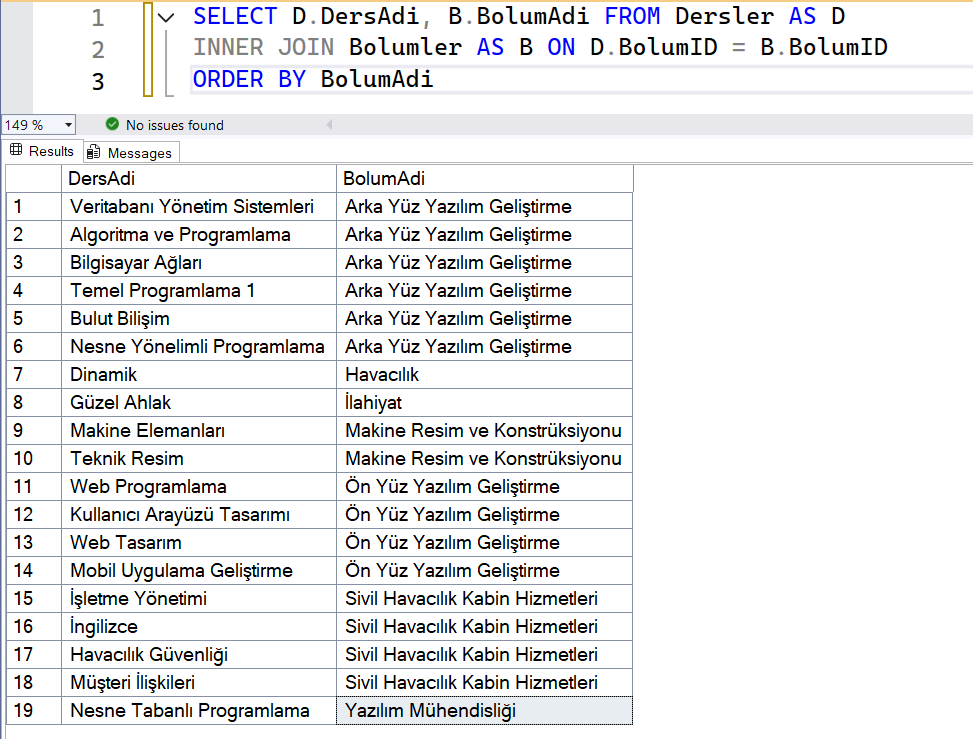 1 SELECT D.DersAdi, B.BolumAdi FROM Dersler AS D
2 INNER JOIN Bolumler AS B ON D.BolumID = B.BolumID
3 ORDER BY BolumAdi
149 % No issues found
Results Messages
DersAdi BolumAdi
1 Veritabanı Yönetim Sistemleri Arka Yüz Yazılım Geliştirme
2 Algoritma ve Programlama Arka Yüz Yazılım Geliştirme
3 Bilgisayar Ağları Arka Yüz Yazılım Geliştirme
4 Temel Programlama 1 Arka Yüz Yazılım Geliştirme
5 Bulut Bilişim Arka Yüz Yazılım Geliştirme
6 Nesne Yönelimli Programlama Arka Yüz Yazılım Geliştirme
7 Dinamik Havacılık
8 Güzel Ahlak İlahiyat
9 Makine Elemanları Makine Resim ve Konstrüksiyonu
10 Teknik Resim Makine Resim ve Konstrüksiyonu
11 Web Programlama Ön Yüz Yazılım Geliştirme
12 Kullanıcı Arayüzü Tasarımı Ön Yüz Yazılım Geliştirme
13 Web Tasarım Ön Yüz Yazılım Geliştirme
14 Mobil Uygulama Geliştirme Ön Yüz Yazılım Geliştirme
15 İşletme Yönetimi Sivil Havacılık Kabin Hizmetleri
16 İngilizce Sivil Havacılık Kabin Hizmetleri
17 Havacılık Güvenliği Sivil Havacılık Kabin Hizmetleri
18 Müşteri İlişkileri Sivil Havacılık Kabin Hizmetleri
19 Nesne Tabanlı Programlama Yazılım Mühendisliği